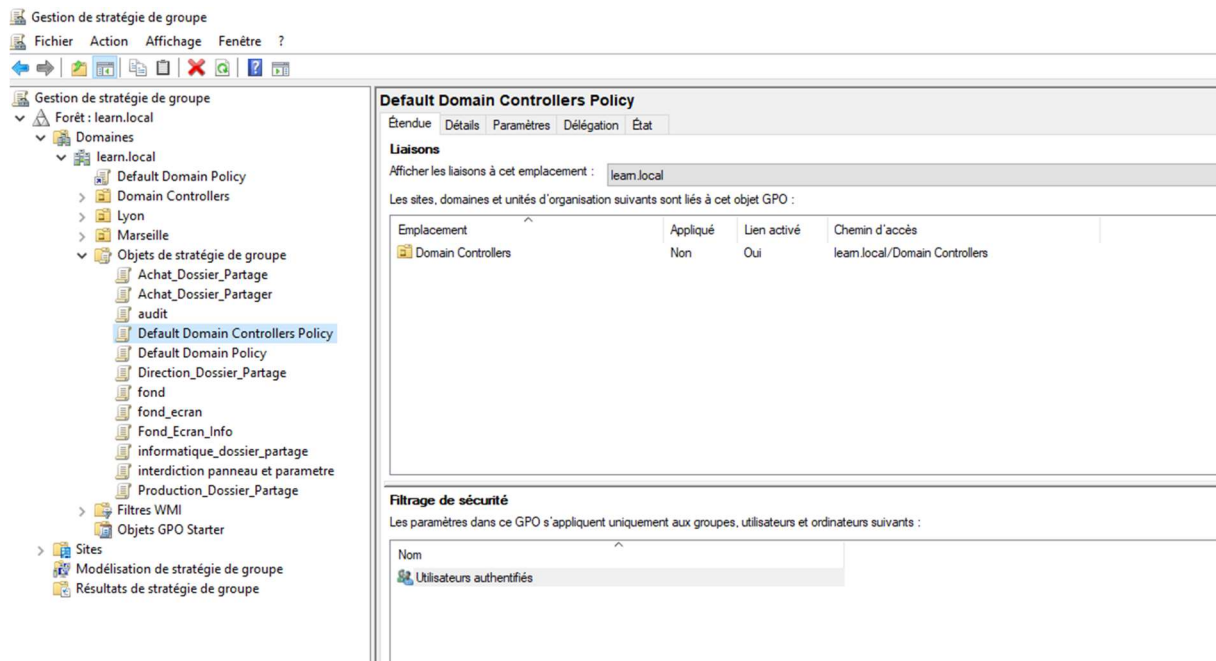 Gestion de stratégie de groupe
Fichier Action Affichage Fenêtre ?
Gestion de stratégie de groupe
Forêt : learn.local
Domaines
learn.local
Default Domain Policy
Domain Controllers
Lyon
Marseille
Objets de stratégie de groupe
Achat_Dossier_Partage
Achat_Dossier_Partager
audit
Default Domain Controllers Policy
Default Domain Policy
Direction_Dossier_Partage
fond
fond_ecran
Fond_Ecran_Info
informatique_dossier_partage
interdiction panneau et parametre
Production_Dossier_Partage
Filtres WMI
Objets GPO Starter
Sites
Modélisation de stratégie de groupe
Résultats de stratégie de groupe
Default Domain Controllers Policy
Étendue Détails Paramètres Délégation État
Liaisons
Afficher les liaisons à cet emplacement : learn.local
Les sites, domaines et unités d'organisation suivants sont liés à cet objet GPO :
Emplacement Appliqué Lien activé Chemin d'accès
Domain Controllers Non Oui learn.local/Domain Controllers
Filtrage de sécurité
Les paramètres dans ce GPO s'appliquent uniquement aux groupes, utilisateurs et ordinateurs suivants :
Nom
Utilisateurs authentifiés